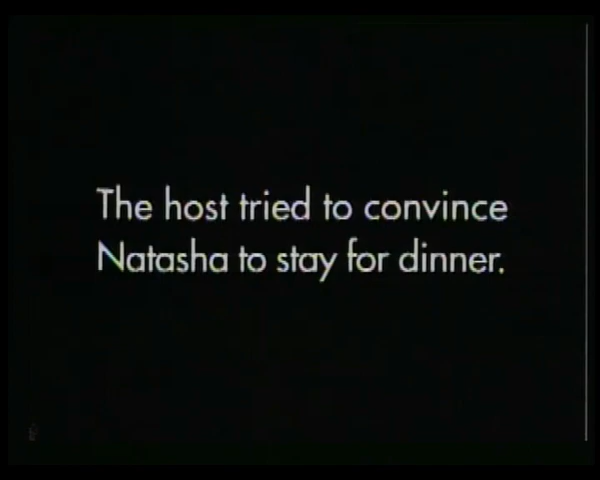 The host tried to convince
Natasha to stay for dinner.